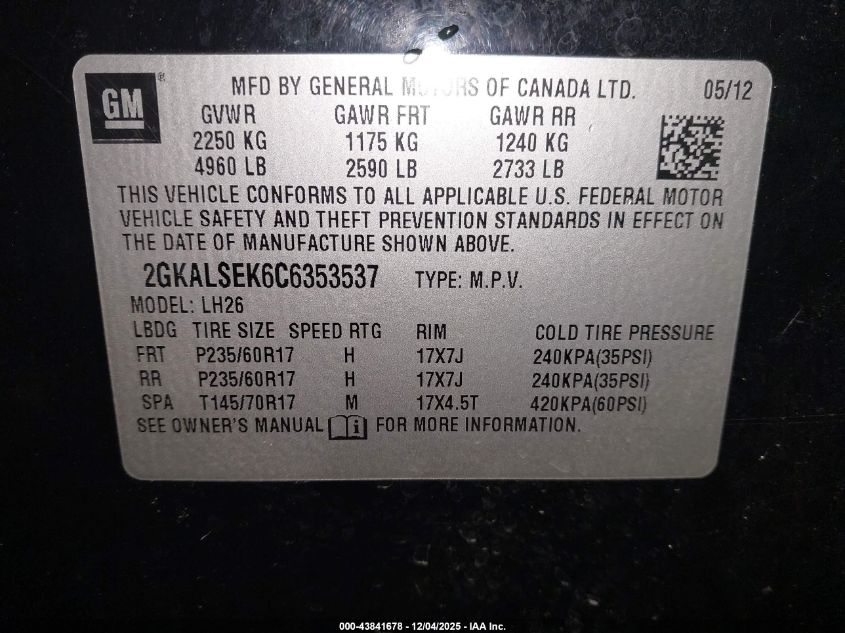 GM ® MFD BY GENERAL MOTORS OF CANADA LTD. 05/12
GVWR GAWR FRT GAWR RR
2250 KG 1175 KG 1240 KG
4960 LB 2590 LB 2733 LB
THIS VEHICLE CONFORMS TO ALL APPLICABLE U.S. FEDERAL MOTOR
VEHICLE SAFETY AND THEFT PREVENTION STANDARDS IN EFFECT ON
THE DATE OF MANUFACTURE SHOWN ABOVE.
2GKALSEK6C6353537 TYPE: M.P.V.
MODEL: LH26
LBDG TIRE SIZE SPEED RTG RIM COLD TIRE PRESSURE
FRT P235/60R17 H 17X7J 240KPA(35PSI)
RR P235/60R17 H 17X7J 240KPA(35PSI)
SPA T145/70R17 M 17X4.5T 420KPA(60PSI)
SEE OWNER'S MANUAL i FOR MORE INFORMATION.
000-43841678 - 12/04/2025 - IAA Inc.